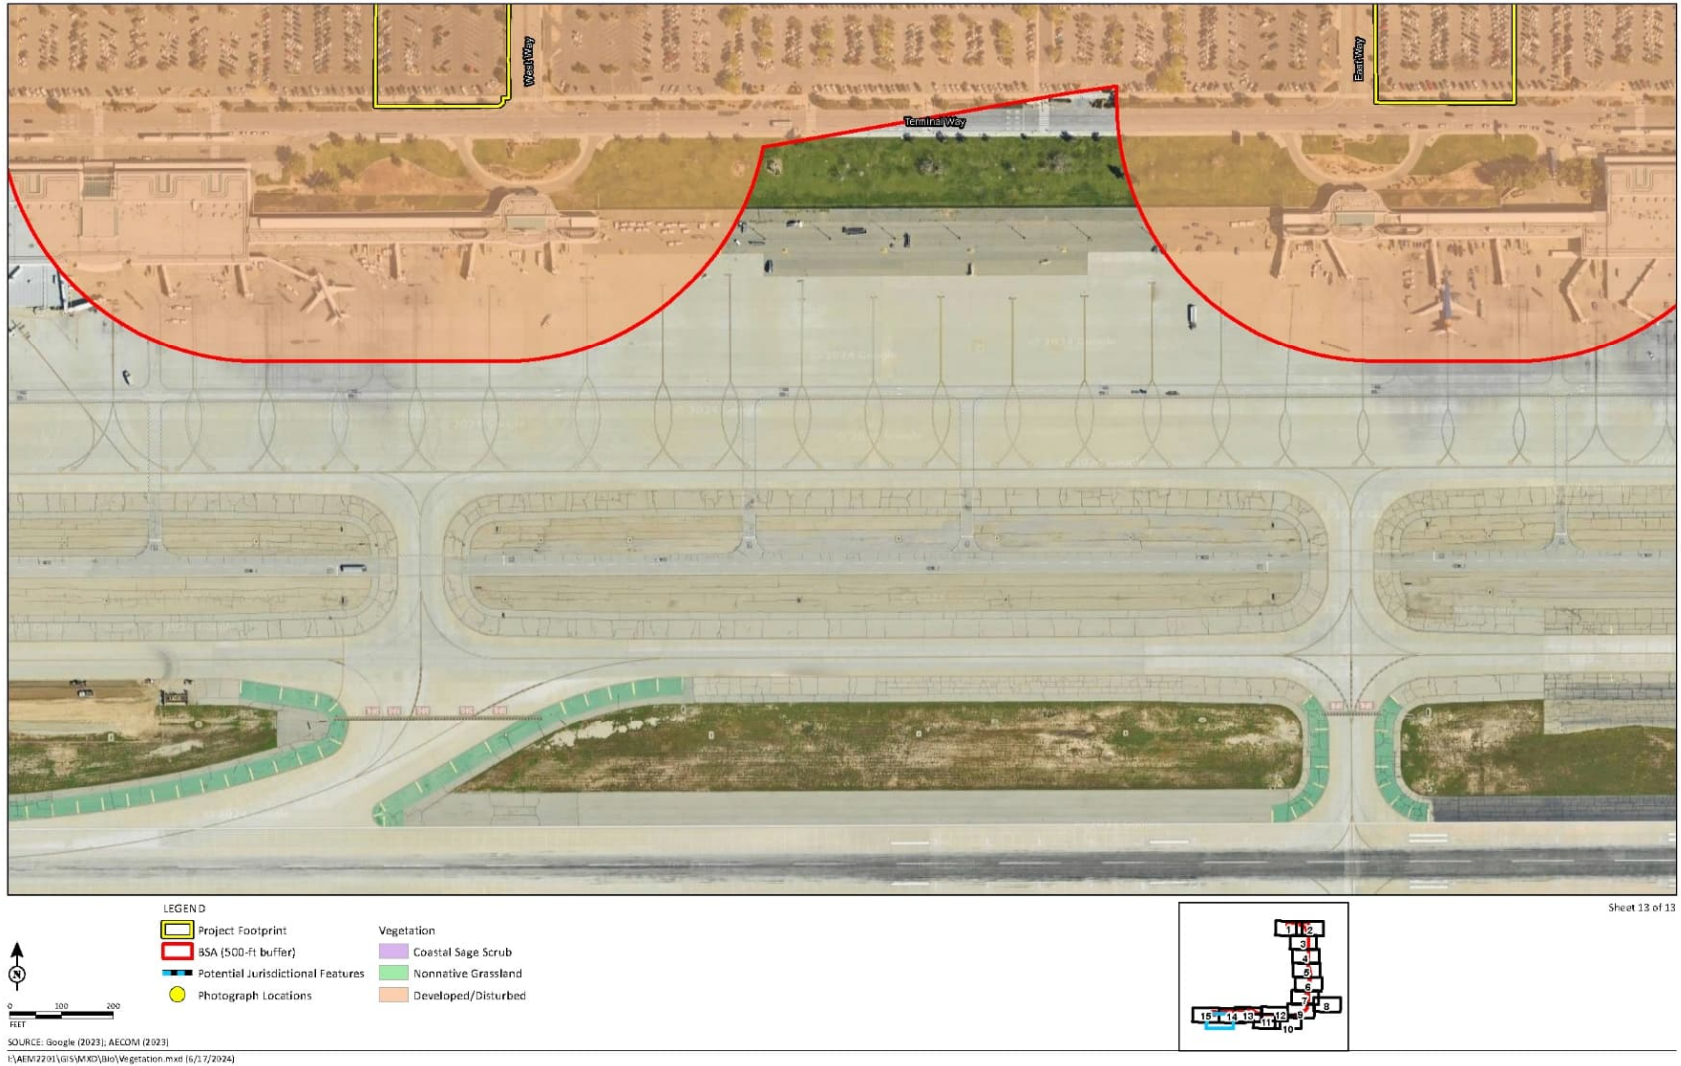 West Way
East Way
Terminal Way
LEGEND
Project Footprint
BSA (500-ft buffer)
Potential Jurisdictional Features
Photograph Locations
Vegetation
Coastal Sage Scrub
Nonnative Grassland
Developed/Disturbed
N
0 100 200
FEET
SOURCE: Google (2023); AECOM (2023)
I:\AEM2201\GIS\MXD\Bio\Vegetation.mxd (6/17/2024)
Sheet 13 of 13
1 2
3
4
5
6
7 8
15 14 13 12 9
11 10